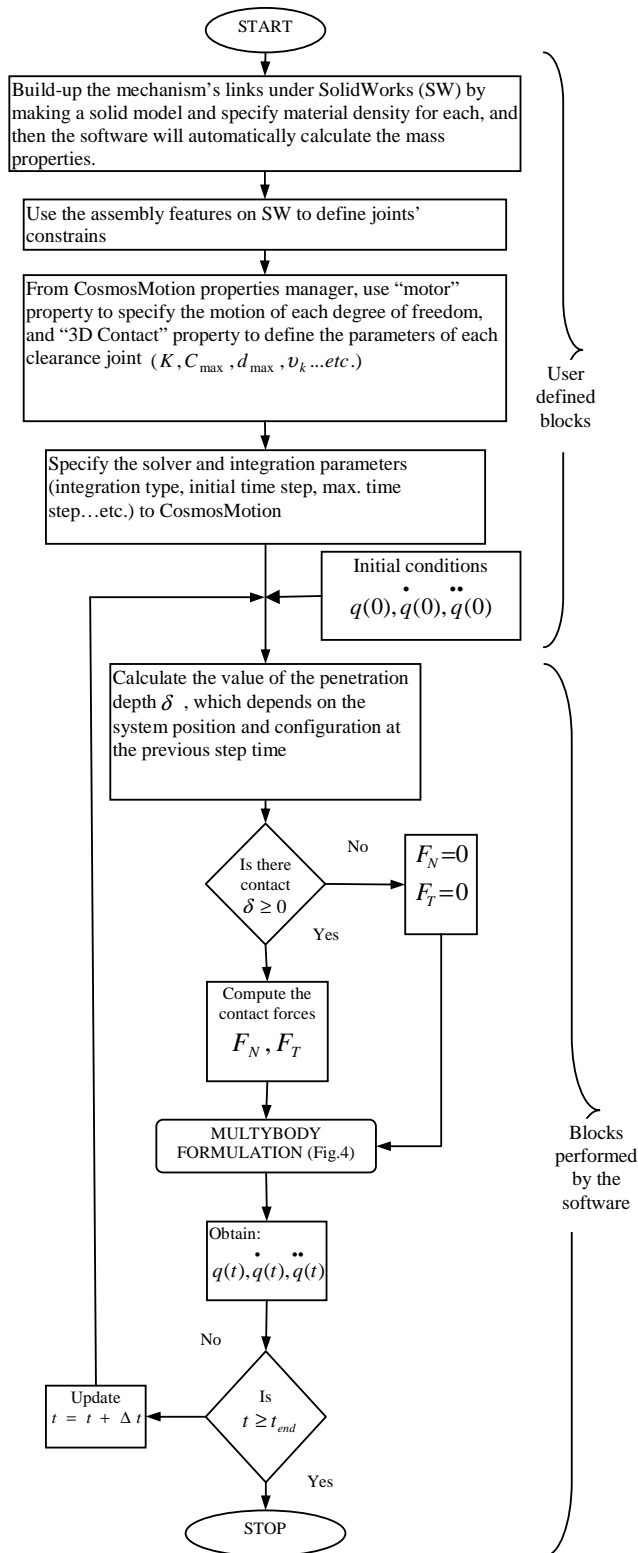 START
Build-up the mechanism's links under SolidWorks (SW) by
making a solid model and specify material density for each, and
then the software will automatically calculate the mass
properties.
Use the assembly features on SW to define joints'
constrains
From CosmosMotion properties manager, use “motor”
property to specify the motion of each degree of freedom,
and “3D Contact” property to define the parameters of each
clearance joint (K, C_max, d_max, υ_k ...etc.)
User
defined
blocks
Specify the solver and integration parameters
(integration type, initial time step, max. time
step…etc.) to CosmosMotion
Initial conditions
q(0), q̇(0), q̈(0)
Calculate the value of the penetration
depth δ , which depends on the
system position and configuration at
the previous step time
Is there
contact
δ ≥ 0
No
F_N=0
F_T=0
Yes
Compute the
contact forces
F_N , F_T
MULTYBODY
FORMULATION (Fig.4)
Blocks
performed
by the
software
Obtain:
q(t), q̇(t), q̈(t)
No
Update
t = t + Δ t
Is
t ≥ t_end
Yes
STOP